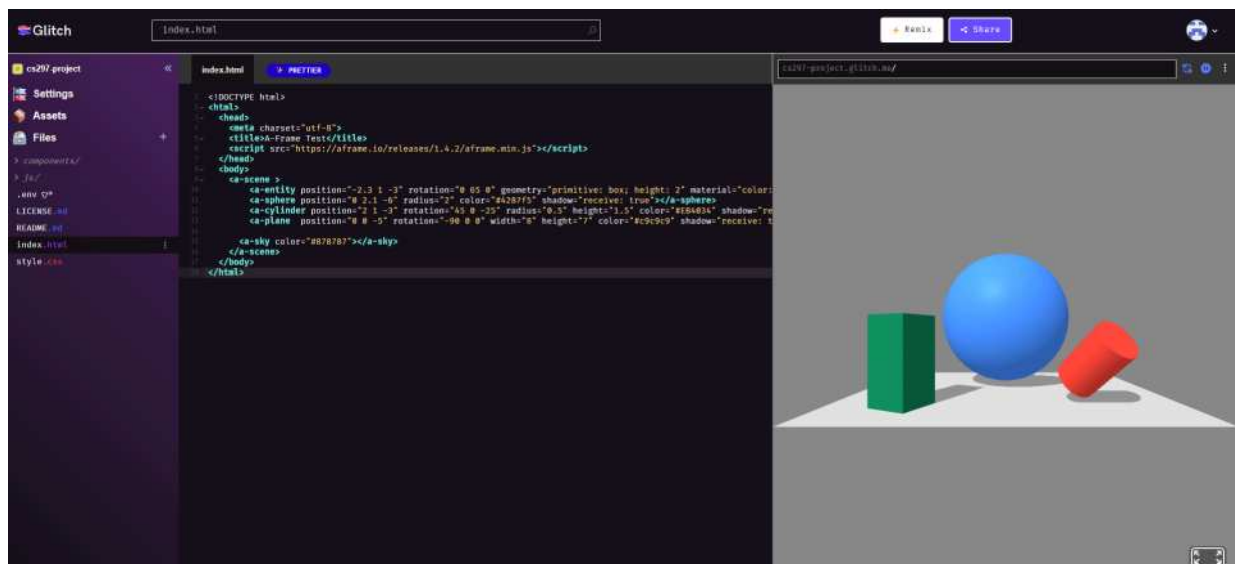 Glitch
index.html
Remix
Share
cs297-project
«
index.html
PRETTIER
cs297-project.glitch.me/
Settings
Assets
Files +
> components/
> js/
.env
LICENSE.md
README.md
index.html
style.css
<!DOCTYPE html>
<html>
<head>
<meta charset="utf-8">
<title>A-Frame Test</title>
<script src="https://aframe.io/releases/1.4.2/aframe.min.js"></script>
</head>
<body>
<a-scene >
<a-entity position="-2.3 1 -3" rotation="0 65 0" geometry="primitive: box; height: 2" material="color:
<a-sphere position="0 2.1 -6" radius="2" color="#4287f5" shadow="receive: true"></a-sphere>
<a-cylinder position="2 1 -3" rotation="45 0 -25" radius="0.5" height="1.5" color="#EB4034" shadow="re
<a-plane position="0 0 -5" rotation="-90 0 0" width="8" height="7" color="#c9c9c9" shadow="receive: t
<a-sky color="#878787"></a-sky>
</a-scene>
</body>
</html>